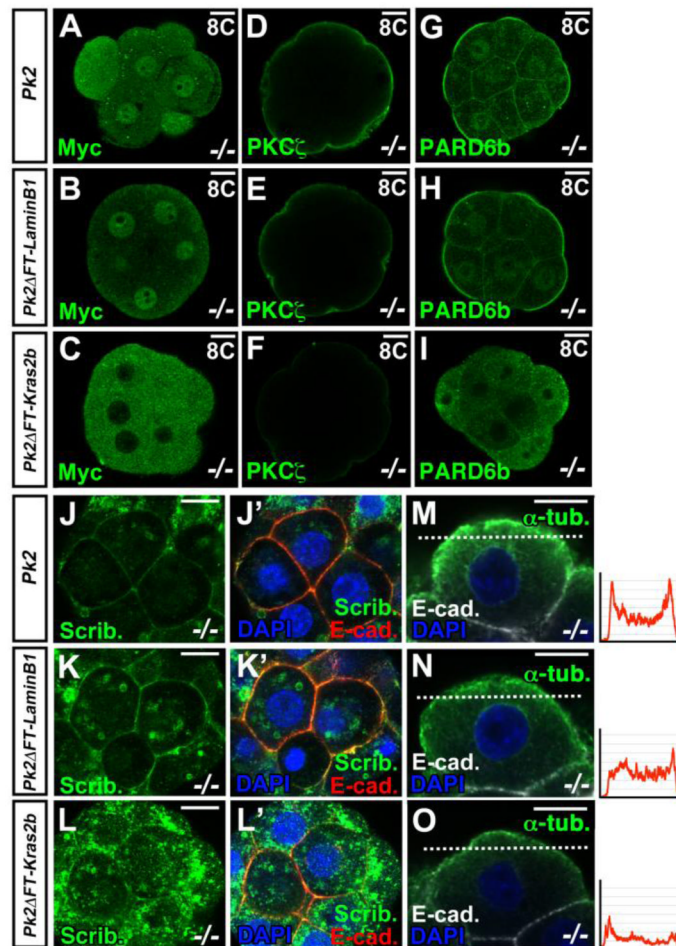 Pk2
A 8C
Myc -/-
D 8C
PKCζ -/-
G 8C
PARD6b -/-
Pk2ΔFT-LaminB1
B 8C
Myc -/-
E 8C
PKCζ -/-
H 8C
PARD6b -/-
Pk2ΔFT-Kras2b
C 8C
Myc -/-
F 8C
PKCζ -/-
I 8C
PARD6b -/-
Pk2
J
Scrib. -/-
J'
Scrib.
DAPI E-cad.
M α-tub.
E-cad.
DAPI -/-
Pk2ΔFT-LaminB1
K
Scrib. -/-
K'
Scrib.
DAPI E-cad.
N α-tub.
E-cad.
DAPI -/-
Pk2ΔFT-Kras2b
L
Scrib. -/-
L'
Scrib.
DAPI E-cad.
O α-tub.
E-cad.
DAPI -/-